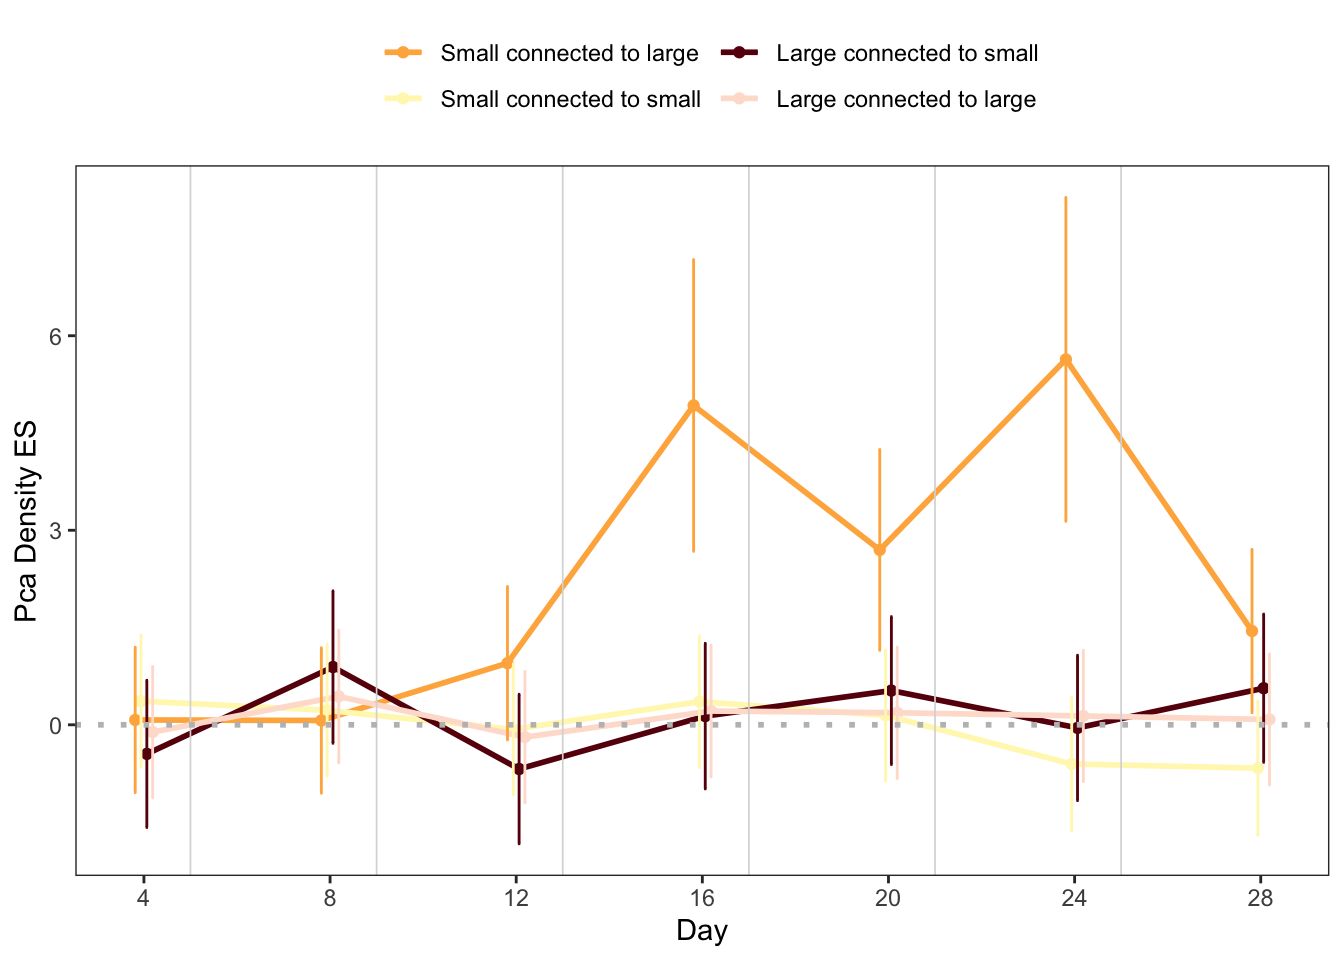 Small connected to large
Large connected to small
Small connected to small
Large connected to large
Pca Density ES
6
3
0
4
8
12
16
20
24
28
Day